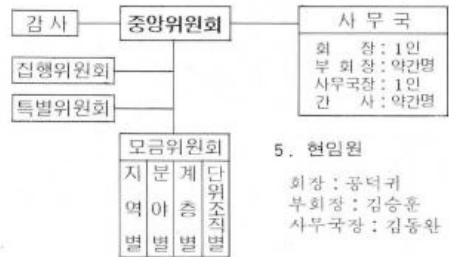 감 사
중앙위원회
사 무 국
회 장 : 1인
부 회 장 : 약간명
사무국장 : 1인
간 사 : 약간명
집행위원회
특별위원회
모금위원회
지역별
분야별
계층별
단위조직별
5. 현임원
회장 : 공덕귀
부회장 : 김승훈
사무국장 : 김동완